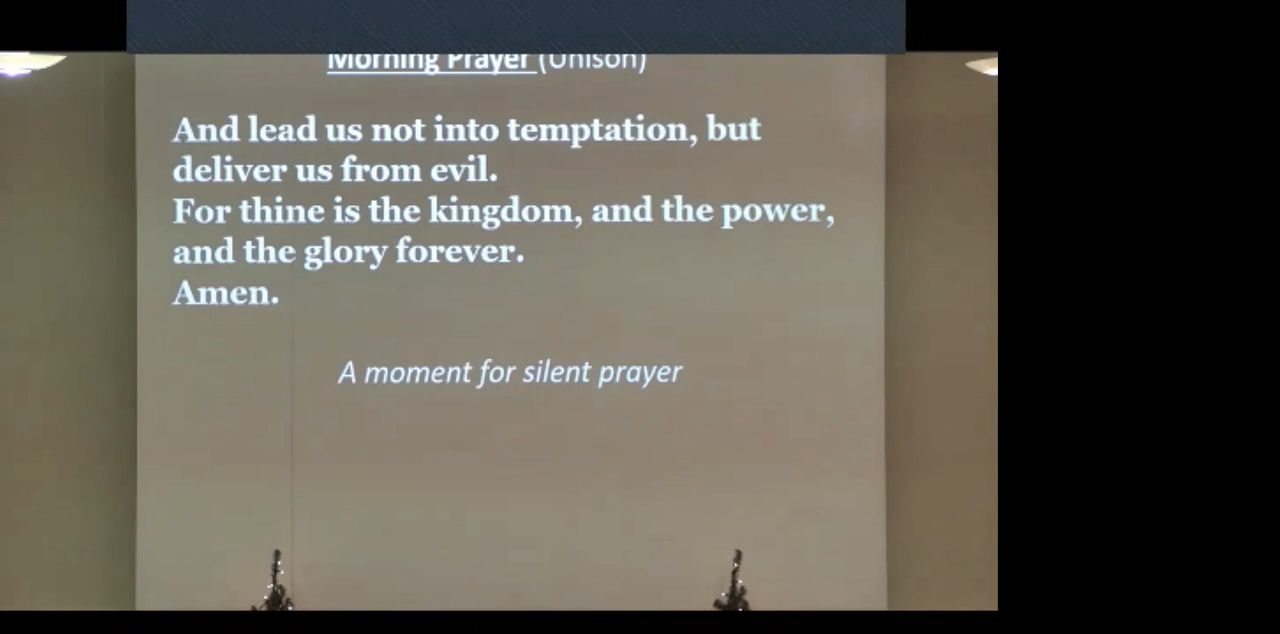 Morning Prayer (Unison)
And lead us not into temptation, but
deliver us from evil.
For thine is the kingdom, and the power,
and the glory forever.
Amen.
A moment for silent prayer